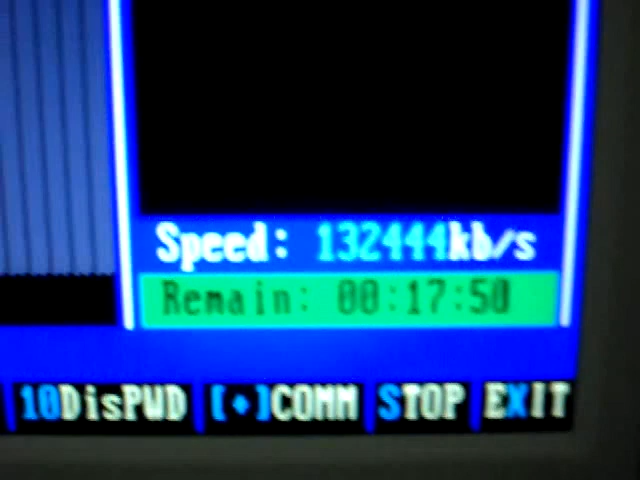 Speed: 132444kb/s
Remain: 00:17:50
10DisPWD [♦]COMM STOP EXIT